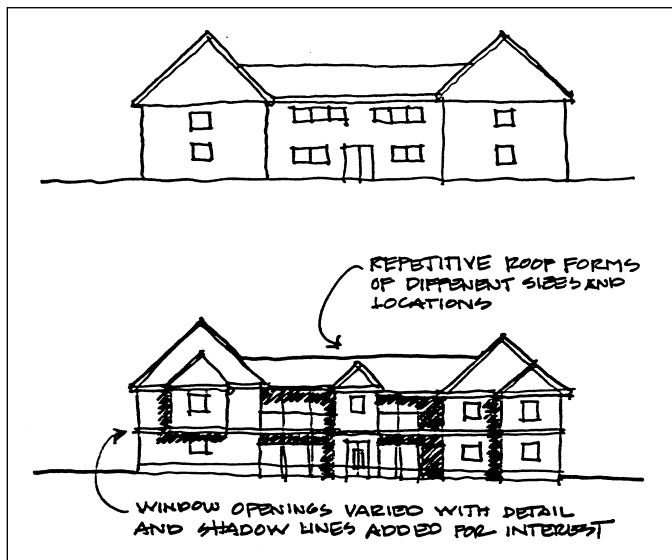 REPETITIVE ROOF FORMS
OF DIFFERENT SIZES AND
LOCATIONS
WINDOW OPENINGS VARIED WITH DETAIL
AND SHADOW LINES ADDED FOR INTEREST